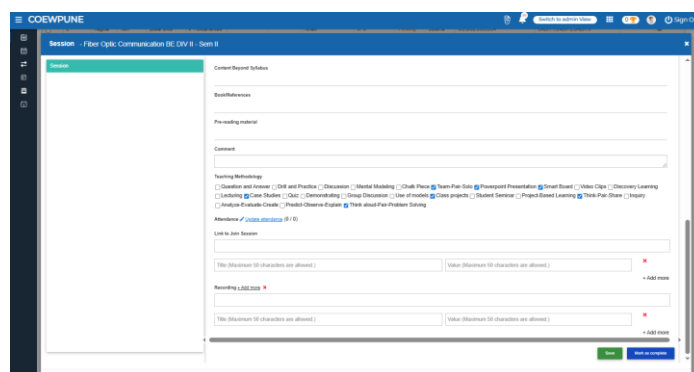 COEWPUNE
Switch to admin View
Sign O
Session - Fiber Optic Communication BE DIV II - Sem II
Session
Content Beyond Syllabus
Book/References
Pre-reading material
Comment
Teaching Methodology
Question and Answer Drill and Practice Discussion Mental Modeling Chalk Piece Team-Pair-Solo Powerpoint Presentation Smart Board Video Clips Discovery Learning
Lecturing Case Studies Quiz Demonstrating Group Discussion Use of models Class projects Student Seminar Project-Based Learning Think-Pair-Share Inquiry
Analyze-Evaluate-Create Predict-Observe-Explain Think aloud-Pair-Problem Solving
Attendance Update attendance (0 / 0)
Link to Join Session
Title (Maximum 50 characters are allowed.) Value (Maximum 50 characters are allowed.)
+ Add more
Recording + Add more
Title (Maximum 50 characters are allowed.) Value (Maximum 50 characters are allowed.)
+ Add more
Save Mark as complete